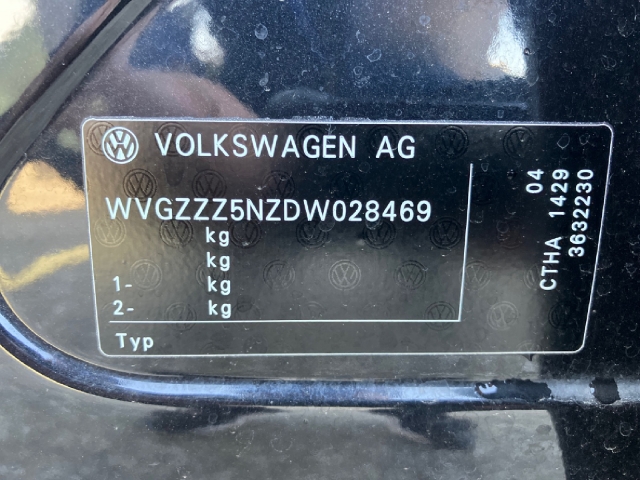 VOLKSWAGEN AG
WVGZZZ5NZDW028469
kg
kg
1- kg
2- kg
Typ
04
CTHA 1429
3632230